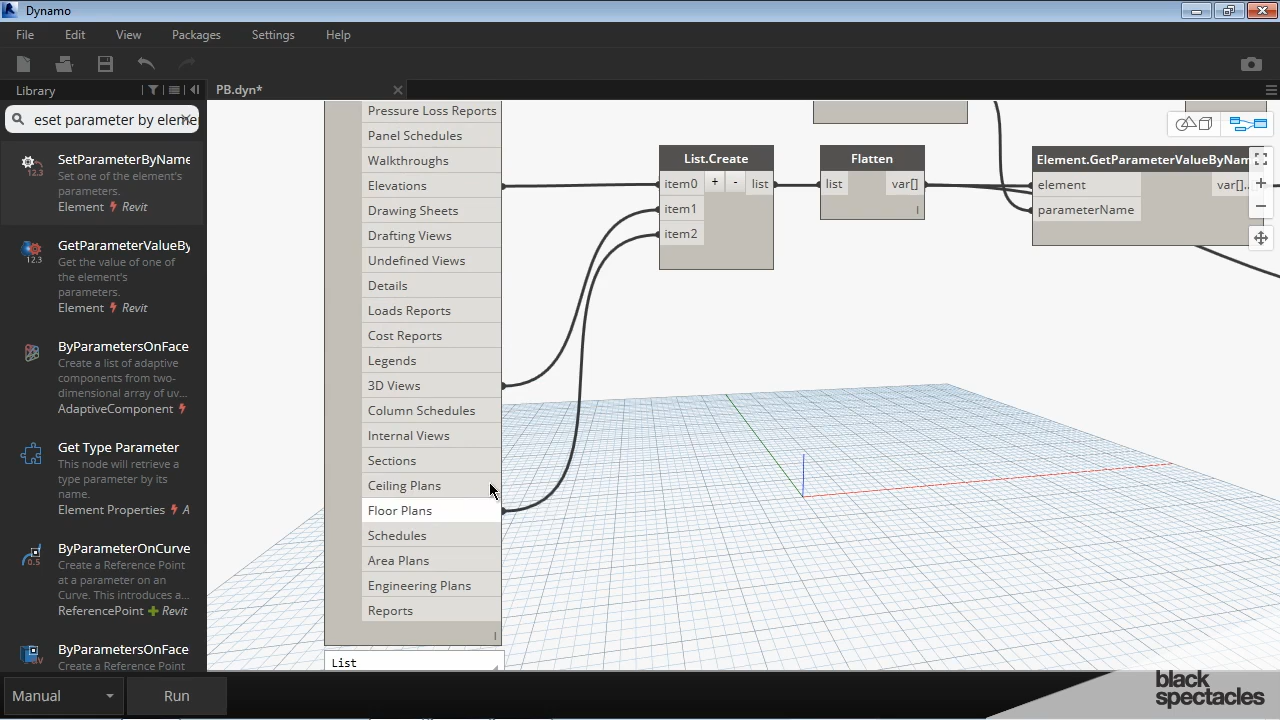 Dynamo
File Edit View Packages Settings Help
Library
PB.dyn*
eset parameter by eleme
SetParameterByName
Set one of the element's
parameters.
Element Revit
GetParameterValueBy
Get the value of one of
the element's
parameters.
Element Revit
ByParametersOnFace
Create a list of adaptive
components from two-
dimensional array of uv...
AdaptiveComponent
Get Type Parameter
This node will retrieve a
type parameter by its
name.
Element Properties A
ByParameterOnCurve
Create a Reference Point
at a parameter on an
Curve. This introduces a...
ReferencePoint Revit
ByParametersOnFace
Create a Reference Point
Pressure Loss Reports
Panel Schedules
Walkthroughs
Elevations
Drawing Sheets
Drafting Views
Undefined Views
Details
Loads Reports
Cost Reports
Legends
3D Views
Column Schedules
Internal Views
Sections
Ceiling Plans
Floor Plans
Schedules
Area Plans
Engineering Plans
Reports
List
List.Create
item0 + - list
item1
item2
Flatten
list var[]
Element.GetParameterValueByNam
element var[]..
parameterName
Manual Run
black
spectacles